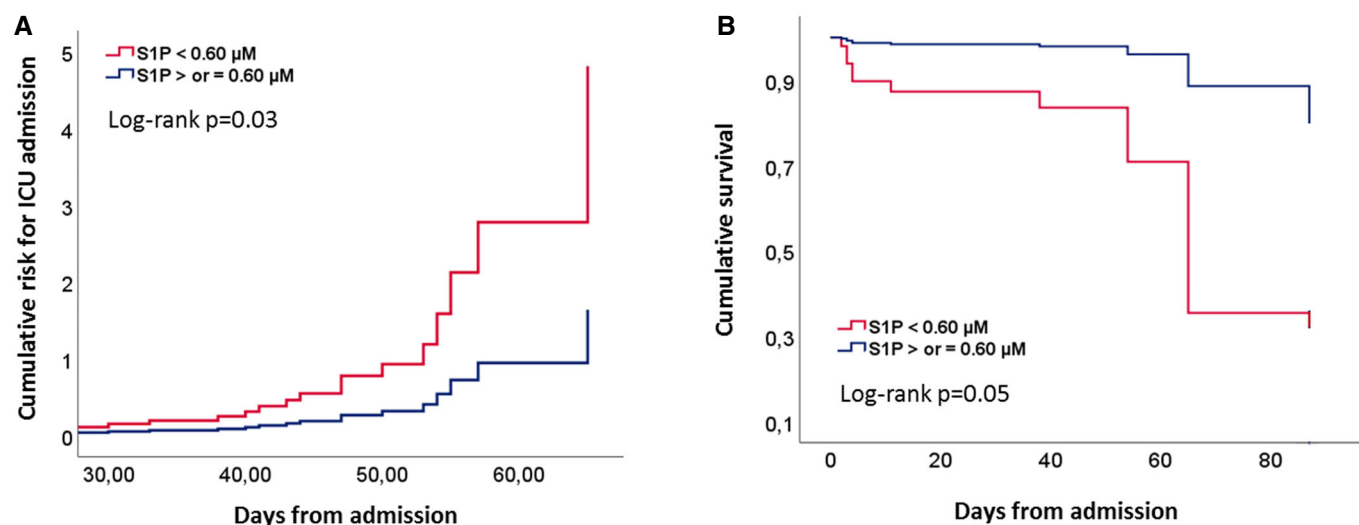 A
Cumulative risk for ICU admission
5
4
3
2
1
0
S1P < 0.60 µM
S1P > or = 0.60 µM
Log-rank p=0.03
30,00 40,00 50,00 60,00
Days from admission
B
Cumulative survival
0,9
0,7
0,5
0,3
0,1
S1P < 0.60 µM
S1P > or = 0.60 µM
Log-rank p=0.05
0 20 40 60 80
Days from admission